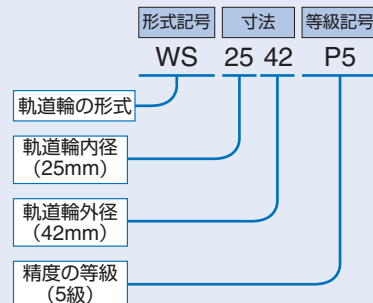 形式記号 寸法 等級記号
WS 25 42 P5
軌道輪の形式
軌道輪内径
(25mm)
軌道輪外径
(42mm)
精度の等級
(5級)